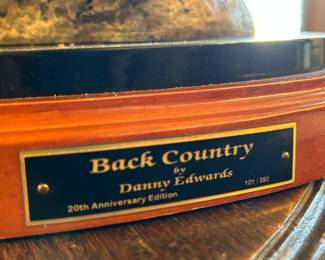 Back Country
by
Danny Edwards
20th Anniversary Edition 101 / 350